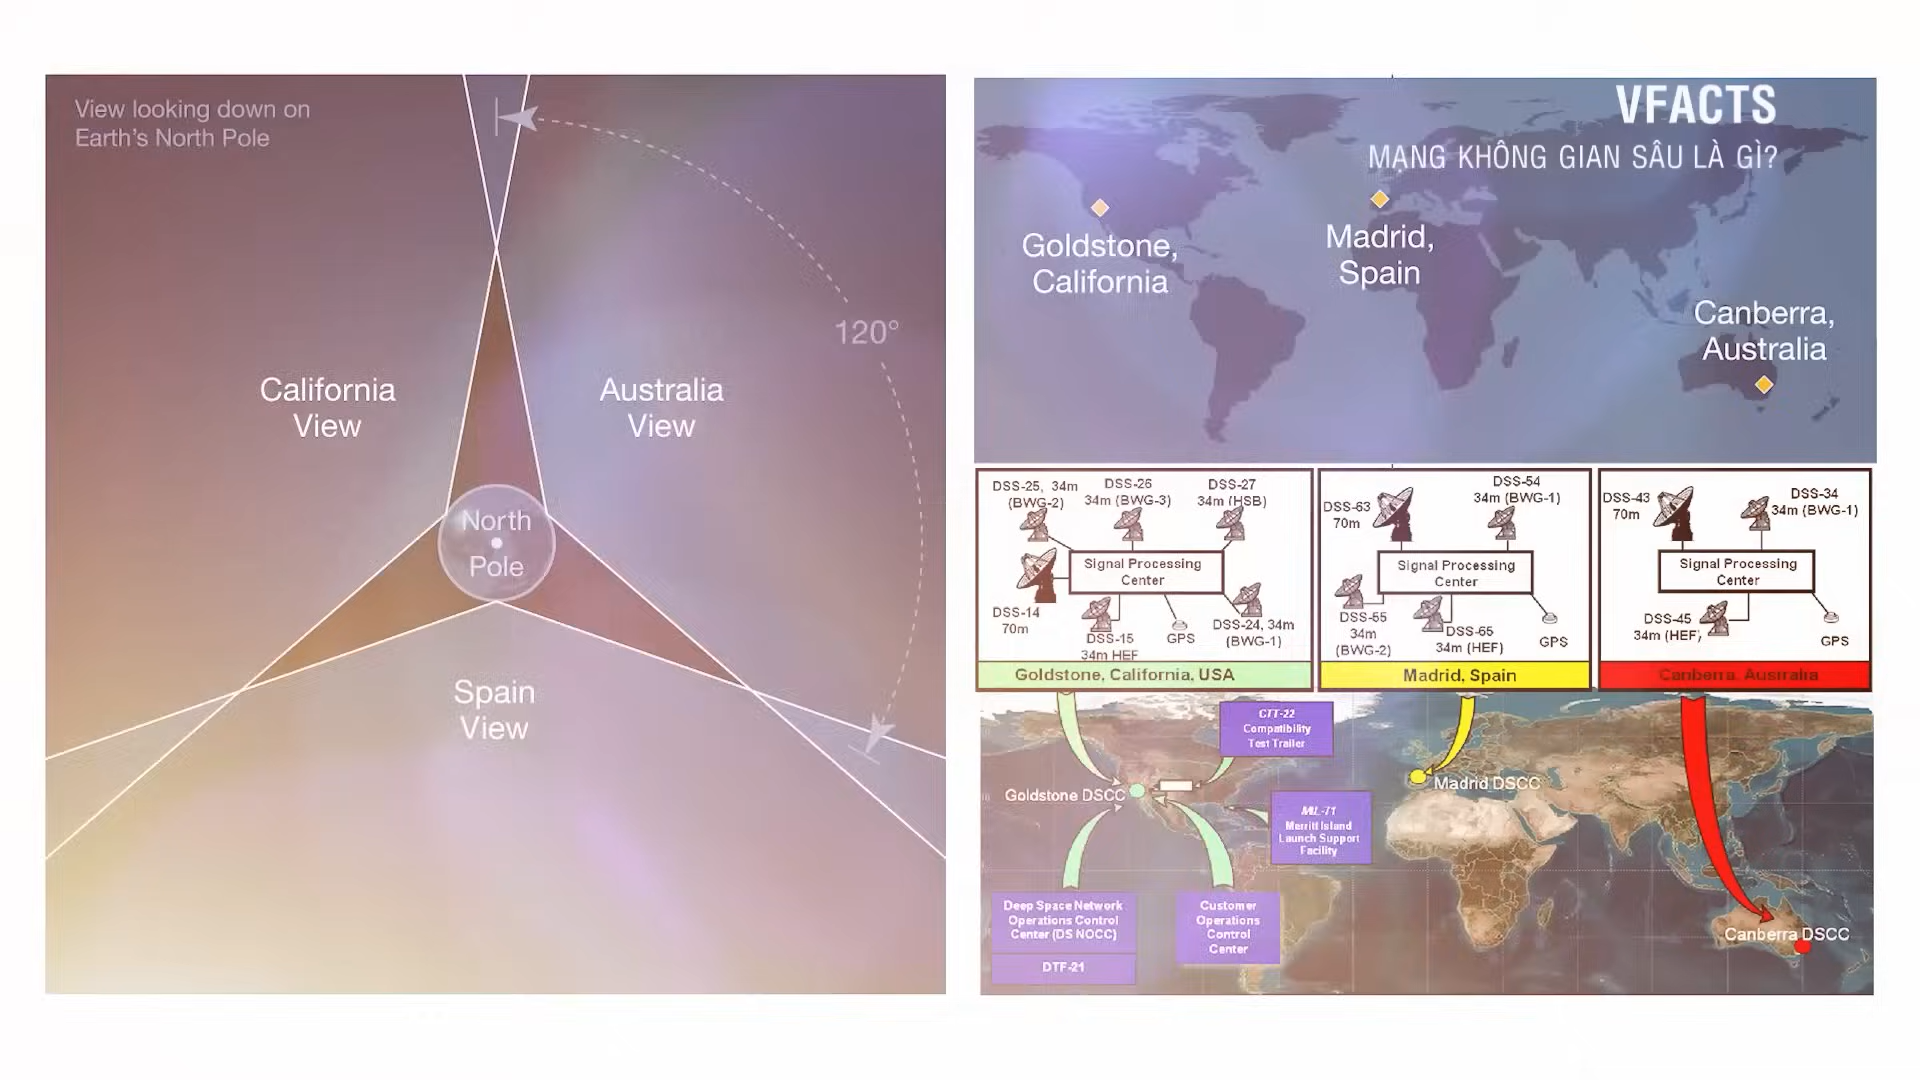 View looking down on
Earth's North Pole
120°
California
View
Australia
View
North
Pole
Spain
View
VFACTS
MẠNG KHÔNG GIAN SÂU LÀ GÌ?
Goldstone,
California
Madrid,
Spain
Canberra,
Australia
DSS-25, 34m
(BWG-2)
DSS-26
34m (BWG-3)
DSS-27
34m (HSB)
Signal Processing
Center
DSS-14
70m
DSS-15
34m HEF
GPS
DSS-24, 34m
(BWG-1)
Goldstone, California, USA
DSS-63
70m
DSS-54
34m (BWG-1)
Signal Processing
Center
DSS-55
34m
(BWG-2)
DSS-65
34m (HEF)
GPS
Madrid, Spain
DSS-43
70m
DSS-34
34m (BWG-1)
Signal Processing
Center
DSS-45
34m (HEF)
GPS
Canberra, Australia
CTT-22
Compatibility
Test Trailer
Goldstone DSCC
Madrid DSCC
MIL-71
Merritt Island
Launch Support
Facility
Deep Space Network
Operations Control
Center (DS NOCC)
DTF-21
Customer
Operations
Control
Center
Canberra DSCC